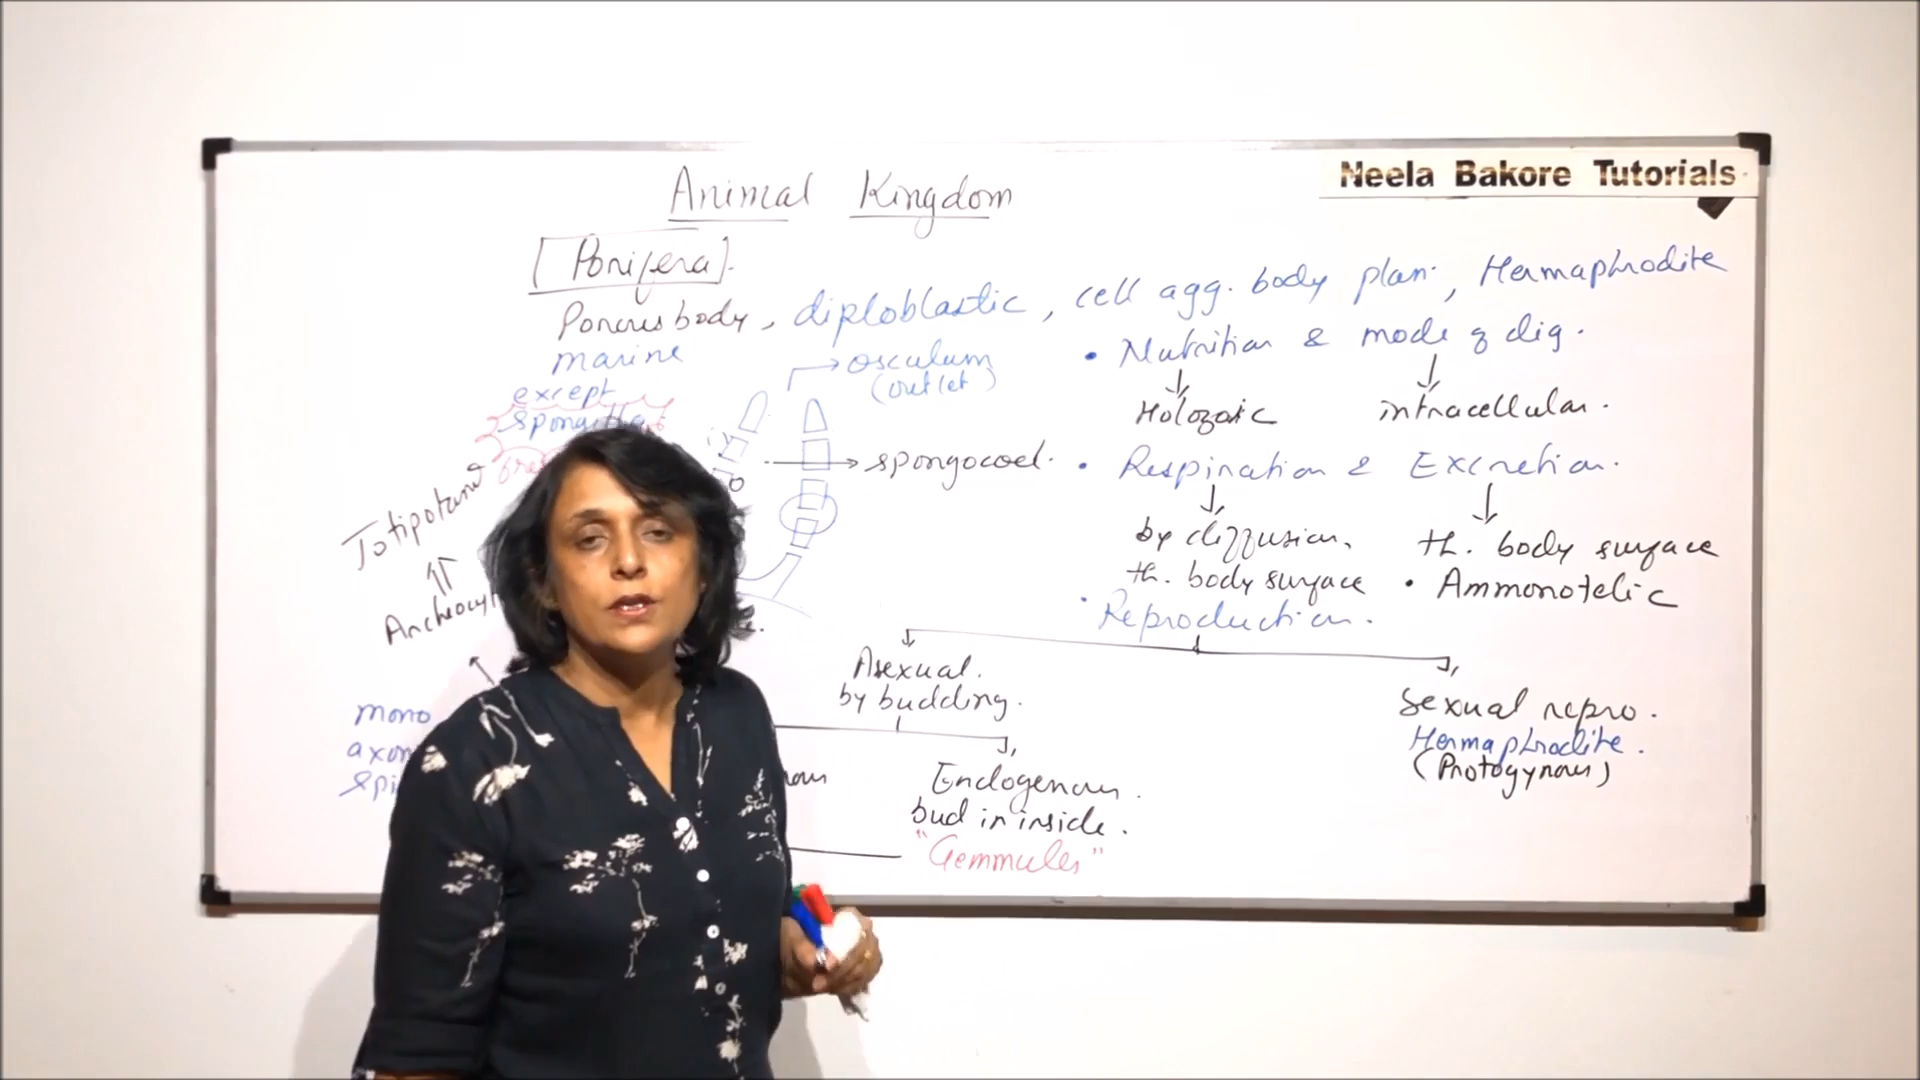 Neela Bakore Tutorials
Animal Kingdom
[Porifera].
Porous body, diploblastic, cell agg. body plan, Hermaphrodite
marine
except
osculum
(outlet)
spongocoel.
Totipotand
Archeocyt
mono
axon
spi
• Nutrition & mode of dig.
Holozoic
intracellular.
• Respiration & Excretion.
by diffusion,
th. body surface
th. body surface
• Ammonotelic
• Reproduction.
Asexual.
by budding.
Endogenous.
bud in inside.
"Gemmules"
Sexual repro.
Hermaphrodite.
(Protogynous)